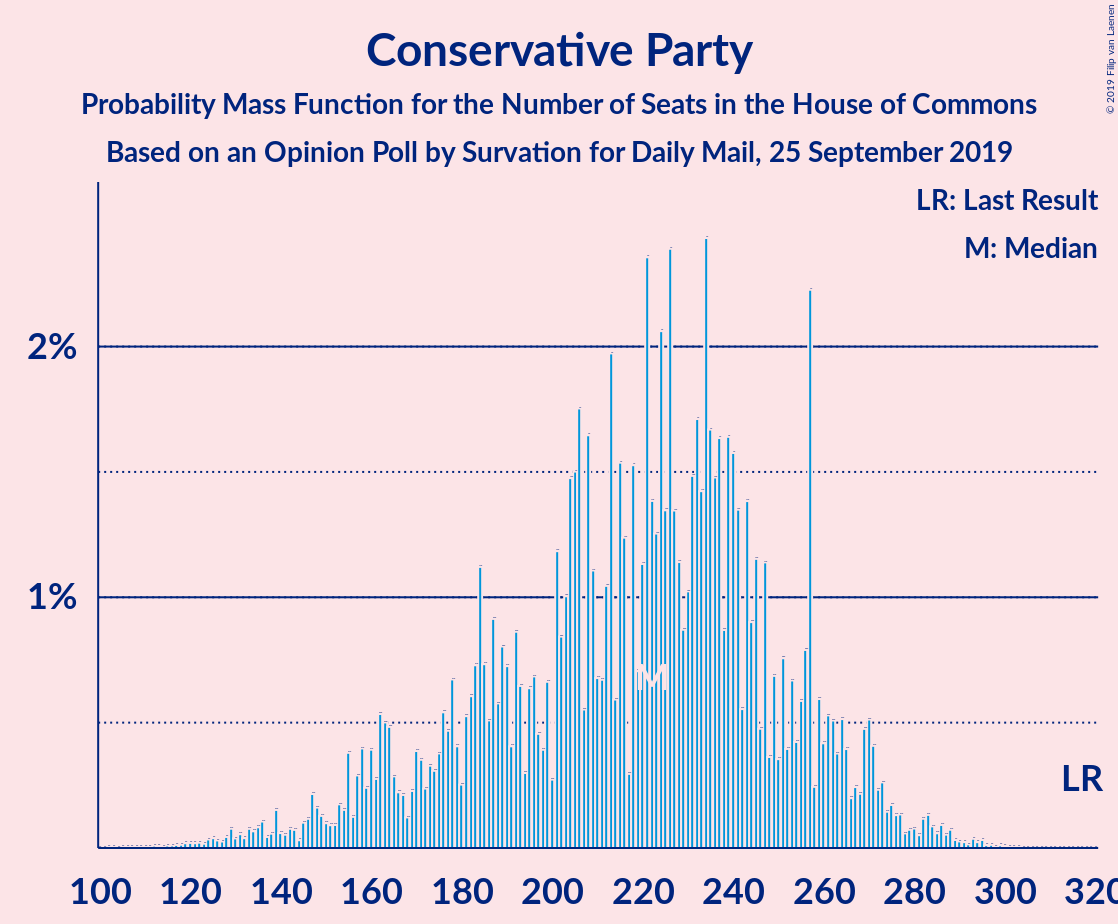 Conservative Party
Probability Mass Function for the Number of Seats in the House of Commons
Based on an Opinion Poll by Survation for Daily Mail, 25 September 2019
© 2019 Filip van Laenen
LR: Last Result
M: Median
2%
1%
M
LR
100 120 140 160 180 200 220 240 260 280 300 320